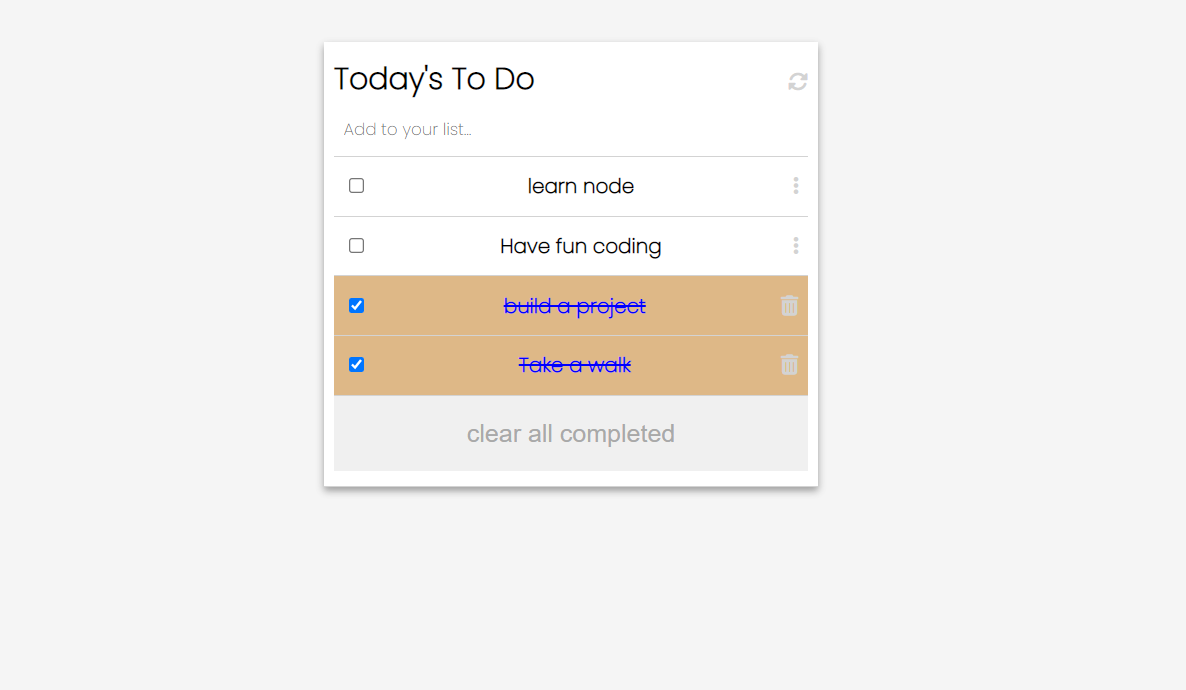 Today's To Do
Add to your list...
learn node
Have fun coding
build a project
Take a walk
clear all completed